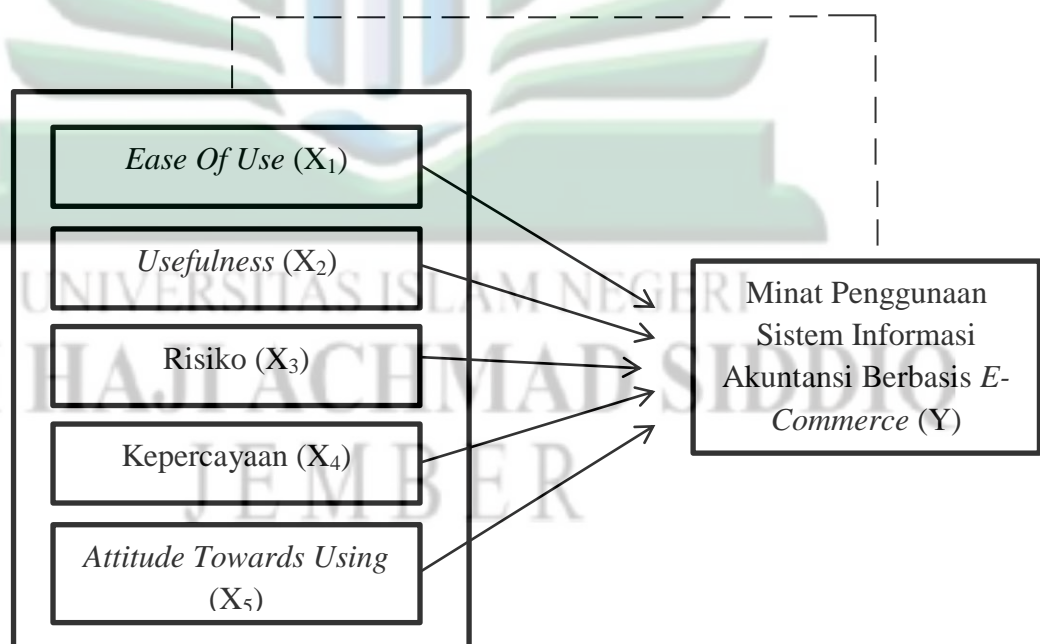 Ease Of Use (X₁)
Usefulness (X₂)
Risiko (X₃)
Kepercayaan (X₄)
Attitude Towards Using
(X₅)
Minat Penggunaan
Sistem Informasi
Akuntansi Berbasis E-
Commerce (Y)
UNIVERSITAS ISLAM NEGERI
HAJI ACHMAD SIDDIQ
JEMBER